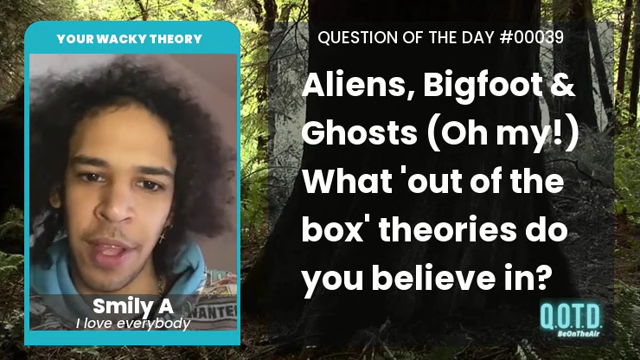 YOUR WACKY THEORY
QUESTION OF THE DAY #00039
Aliens, Bigfoot &
Ghosts (Oh my!)
What 'out of the
box' theories do
you believe in?
WANTED
Smily A
I love everybody
Q.O.T.D.
BeOnTheAir